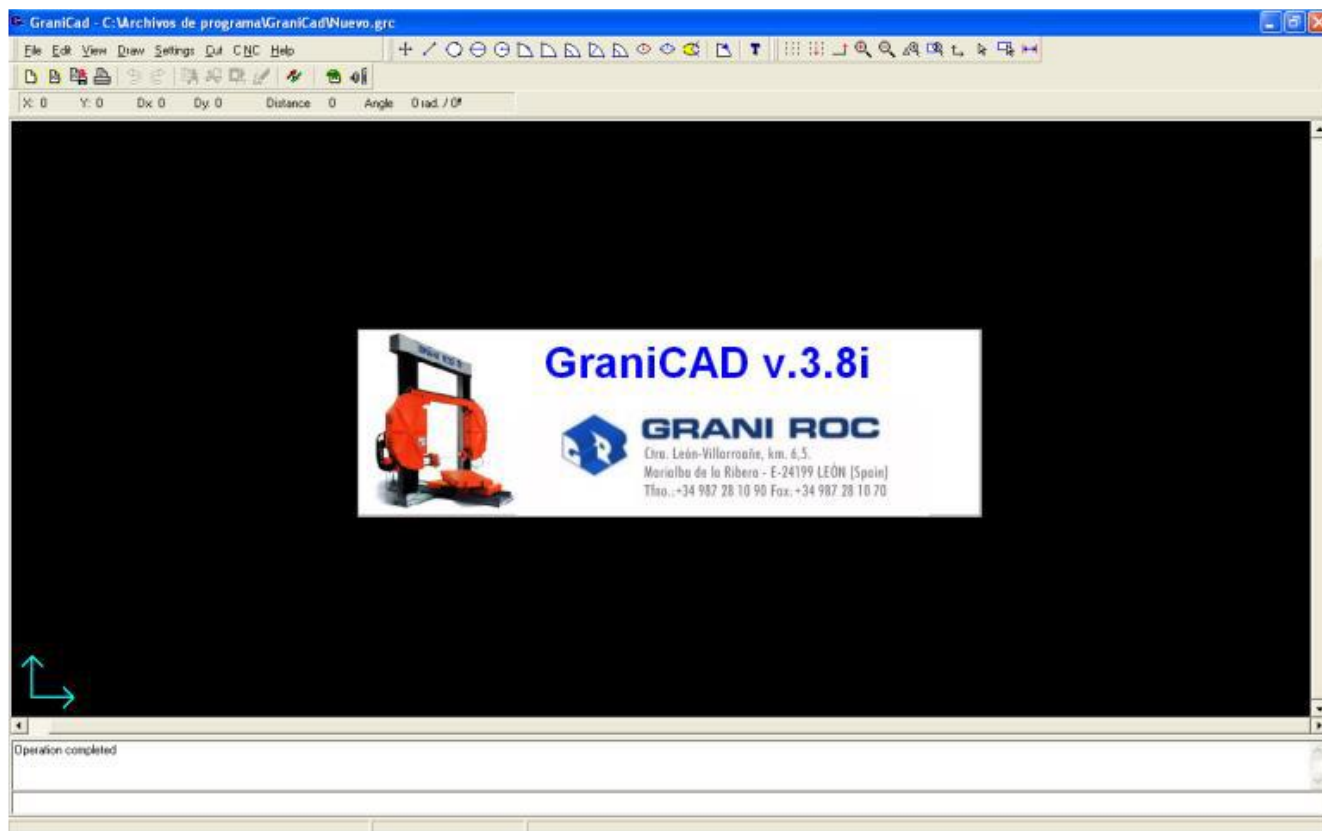 GraniCad - C:\Archivos de programa\GraniCad\Nuevo.grc
File Edit View Draw Settings Cut CNC Help
T
X: 0 Y: 0 Dx: 0 Dy: 0 Distance 0 Angle 0 rad. / 0º
GraniCAD v.3.8i
GRANI ROC
Ctra. León-Villarroañe, km. 6,5.
Marialba de la Ribera - E-24199 LEÓN (Spain)
Tfno.:+34 987 28 10 90 Fax:+34 987 28 10 70
Operation completed